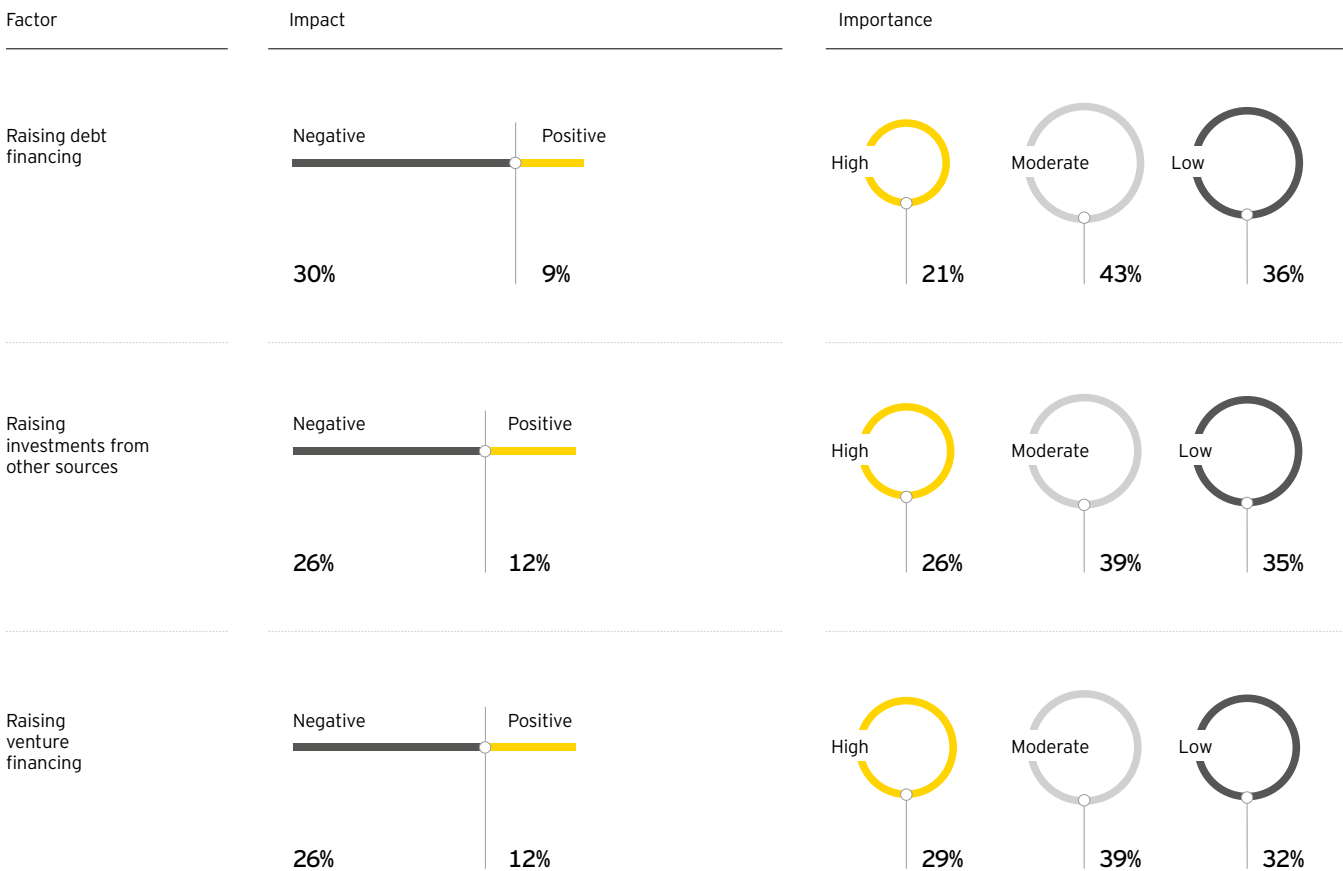 Factor
Impact
Importance
Raising debt
financing
Negative
Positive
30%
9%
High
Moderate
Low
21%
43%
36%
Raising
investments from
other sources
Negative
Positive
26%
12%
High
Moderate
Low
26%
39%
35%
Raising
venture
financing
Negative
Positive
26%
12%
High
Moderate
Low
29%
39%
32%